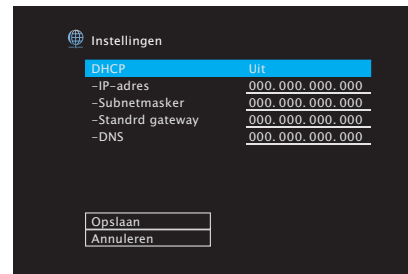 Instellingen
DHCP Uit
-IP-adres 000.000.000.000
-Subnetmasker 000.000.000.000
-Standrd gateway 000.000.000.000
-DNS 000.000.000.000
Opslaan
Annuleren